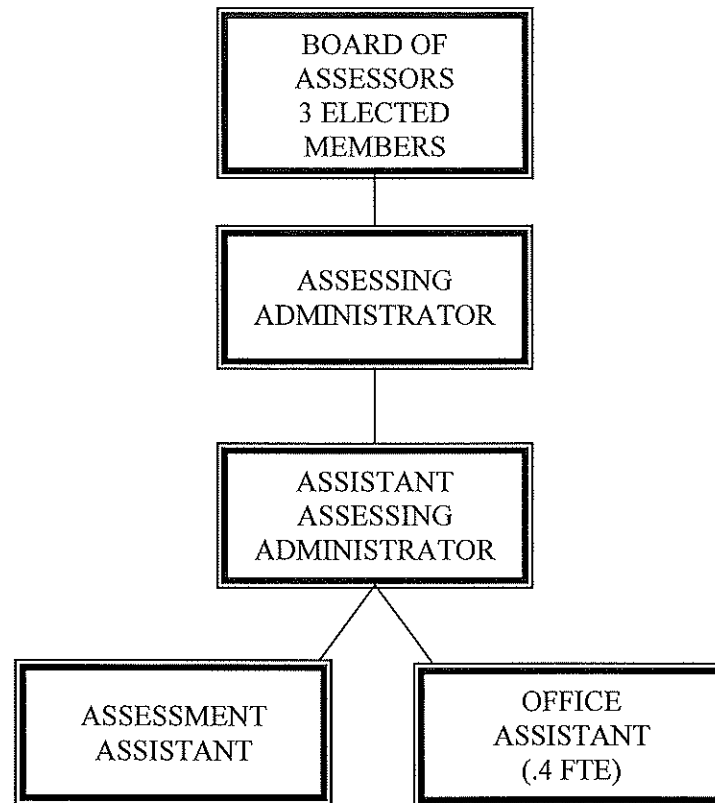 BOARD OF
ASSESSORS
3 ELECTED
MEMBERS
ASSESSING
ADMINISTRATOR
ASSISTANT
ASSESSING
ADMINISTRATOR
ASSESSMENT
ASSISTANT
OFFICE
ASSISTANT
(.4 FTE)